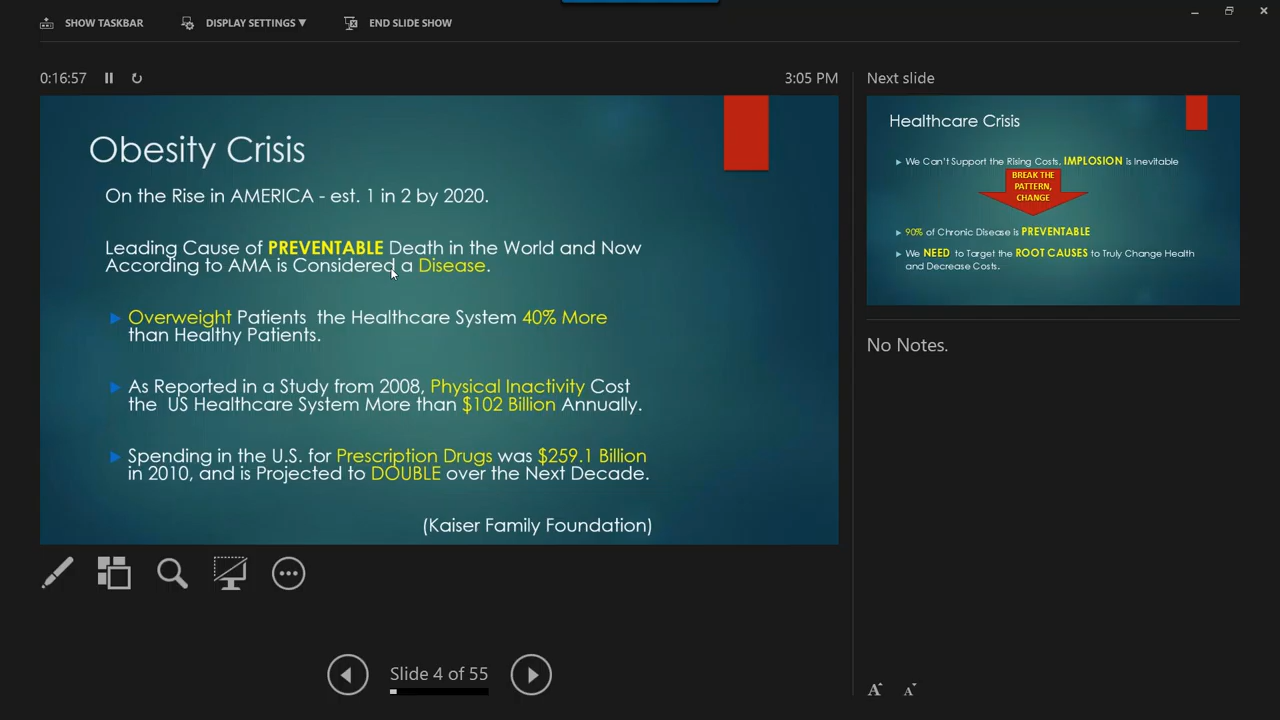 SHOW TASKBAR
DISPLAY SETTINGS ▼
END SLIDE SHOW
0:16:57
3:05 PM
Obesity Crisis
On the Rise in AMERICA - est. 1 in 2 by 2020.
Leading Cause of PREVENTABLE Death in the World and Now
According to AMA is Considered a Disease.
Overweight Patients the Healthcare System 40% More
than Healthy Patients.
As Reported in a Study from 2008, Physical Inactivity Cost
the US Healthcare System More than $102 Billion Annually.
Spending in the U.S. for Prescription Drugs was $259.1 Billion
in 2010, and is Projected to DOUBLE over the Next Decade.
(Kaiser Family Foundation)
Slide 4 of 55
Next slide
Healthcare Crisis
We Can't Support the Rising Costs, IMPLOSION is Inevitable
BREAK THE
PATTERN,
CHANGE
90% of Chronic Disease is PREVENTABLE
We NEED to Target the ROOT CAUSES to Truly Change Health
and Decrease Costs.
No Notes.
A A